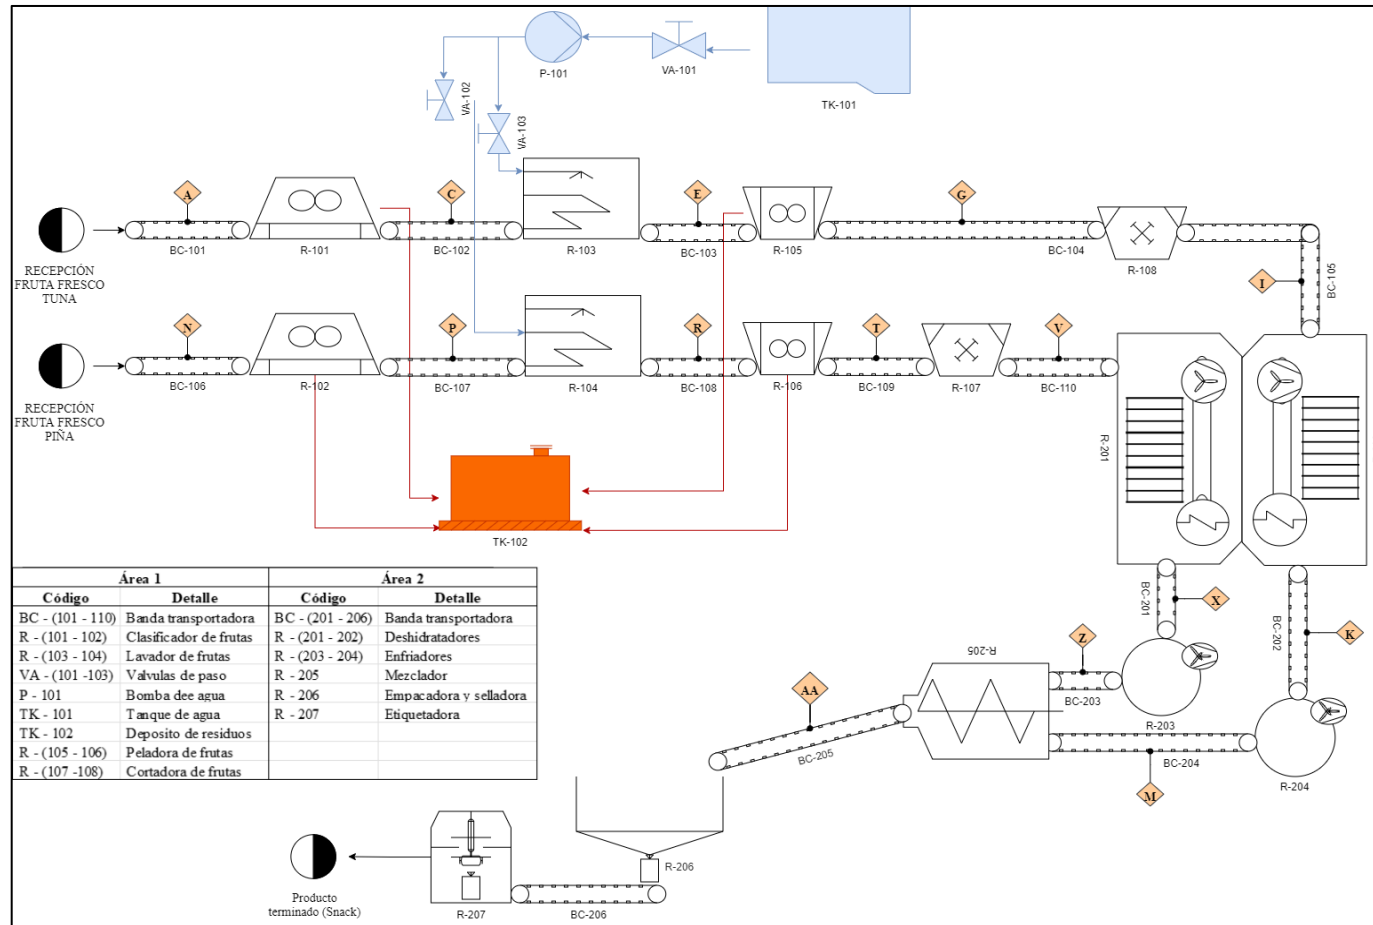 P-101
VA-101
TK-101
VA-102
VA-103
A
C
E
G
BC-101
R-101
BC-102
R-103
BC-103
R-105
BC-104
R-108
BC-105
I
RECEPCIÓN
FRUTA FRESCO
TUNA
N
P
R
T
V
BC-106
R-102
BC-107
R-104
BC-108
R-106
BC-109
R-107
BC-110
RECEPCIÓN
FRUTA FRESCO
PIÑA
R-201
TK-102
Área 1 Área 2
Código Detalle Código Detalle
BC - (101 - 110) Banda transportadora BC - (201 - 206) Banda transportadora
R - (101 - 102) Clasificador de frutas R - (201 - 202) Deshidratadores
R - (103 - 104) Lavador de frutas R - (203 - 204) Enfriadores
VA - (101 -103) Valvulas de paso R - 205 Mezclador
P - 101 Bomba dee agua R - 206 Empacadora y selladora
TK - 101 Tanque de agua R - 207 Etiquetadora
TK - 102 Deposito de residuos
R - (105 - 106) Peladora de frutas
R - (107 -108) Cortadora de frutas
BC-201
X
BC-202
K
Z
R-205
AA
BC-203
R-203
BC-205
BC-204
M
R-204
R-206
R-207
BC-206
Producto
terminado (Snack)